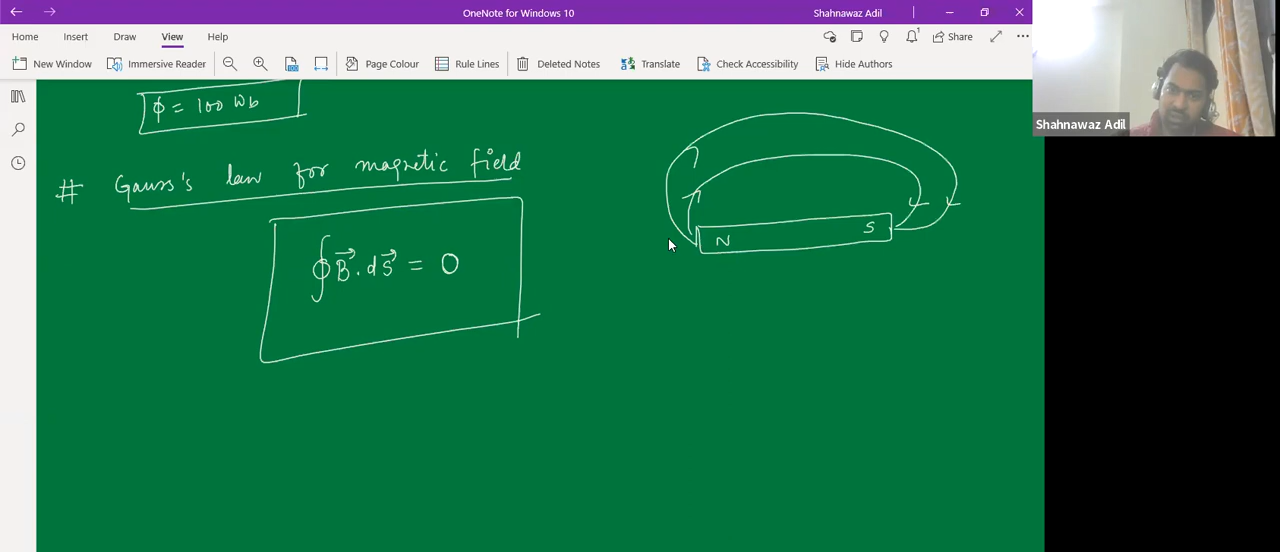 OneNote for Windows 10
Shahnawaz Adil
Home Insert Draw View Help
1
Share
New Window Immersive Reader Page Colour Rule Lines Deleted Notes Translate Check Accessibility Hide Authors
Shahnawaz Adil
φ = 100 Wb
# Gauss's law for magnetic field
∮B⃗.dS⃗ = 0
N S